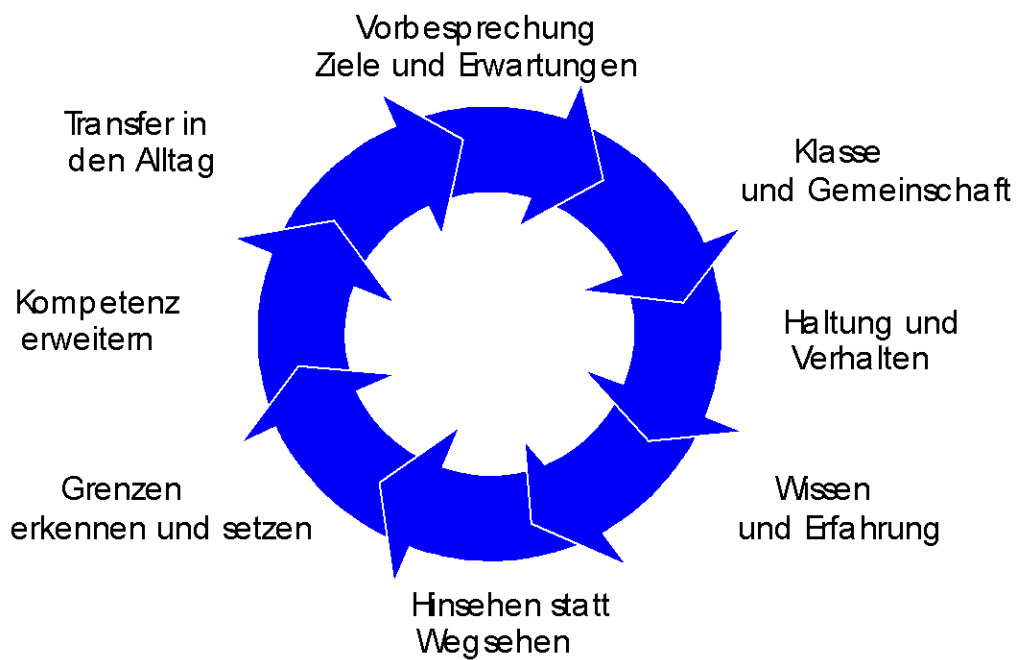 Vorbesprechung
Ziele und Erwartungen
Klasse
und Gemeinschaft
Haltung und
Verhalten
Wissen
und Erfahrung
Hinsehen statt
Wegsehen
Grenzen
erkennen und setzen
Kompetenz
erweitern
Transfer in
den Alltag